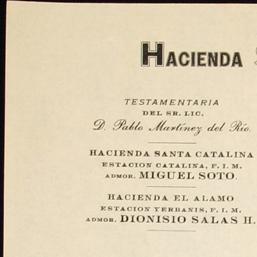 HACIENDA
TESTAMENTARIA
DEL SR. LIC.
D. Pablo Martínez del Río.
HACIENDA SANTA CATALINA
ESTACION CATALINA, F. I. M.
ADMOR. MIGUEL SOTO.
HACIENDA EL ALAMO
ESTACION YERBANIS, F. I. M.
ADMOR. DIONISIO SALAS H.